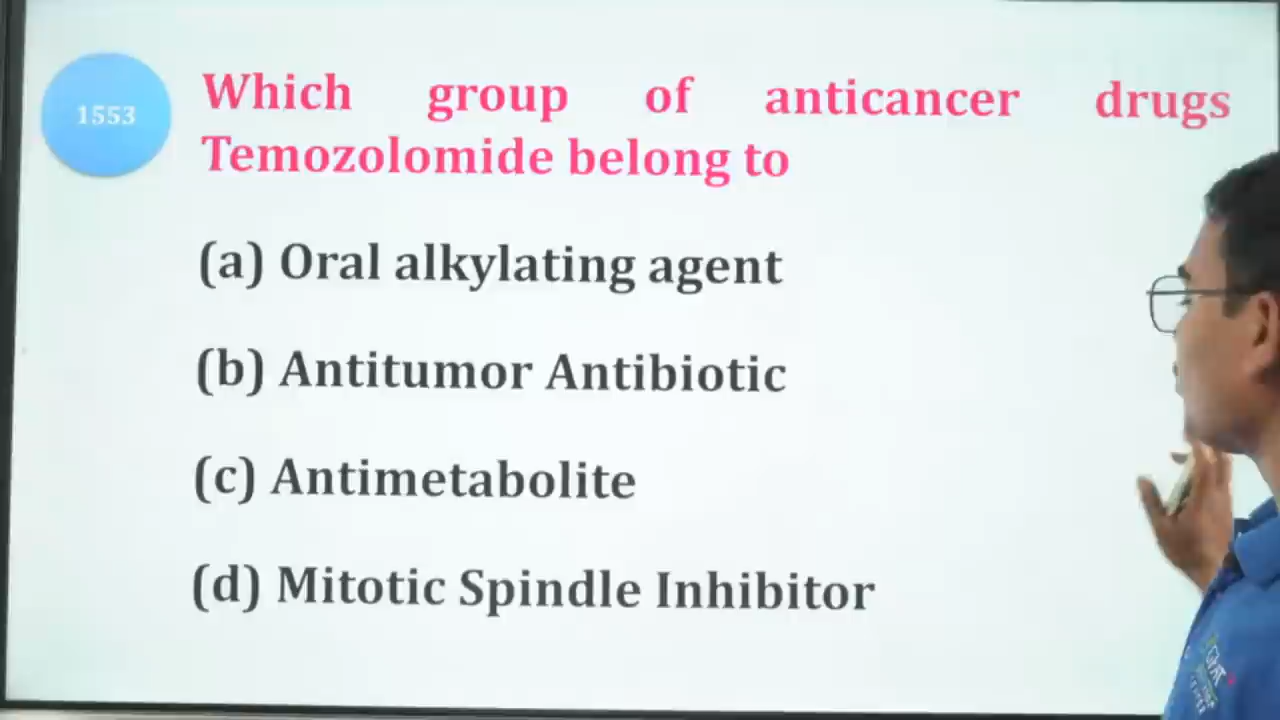 1553
Which group of anticancer drugs
Temozolomide belong to
(a) Oral alkylating agent
(b) Antitumor Antibiotic
(c) Antimetabolite
(d) Mitotic Spindle Inhibitor